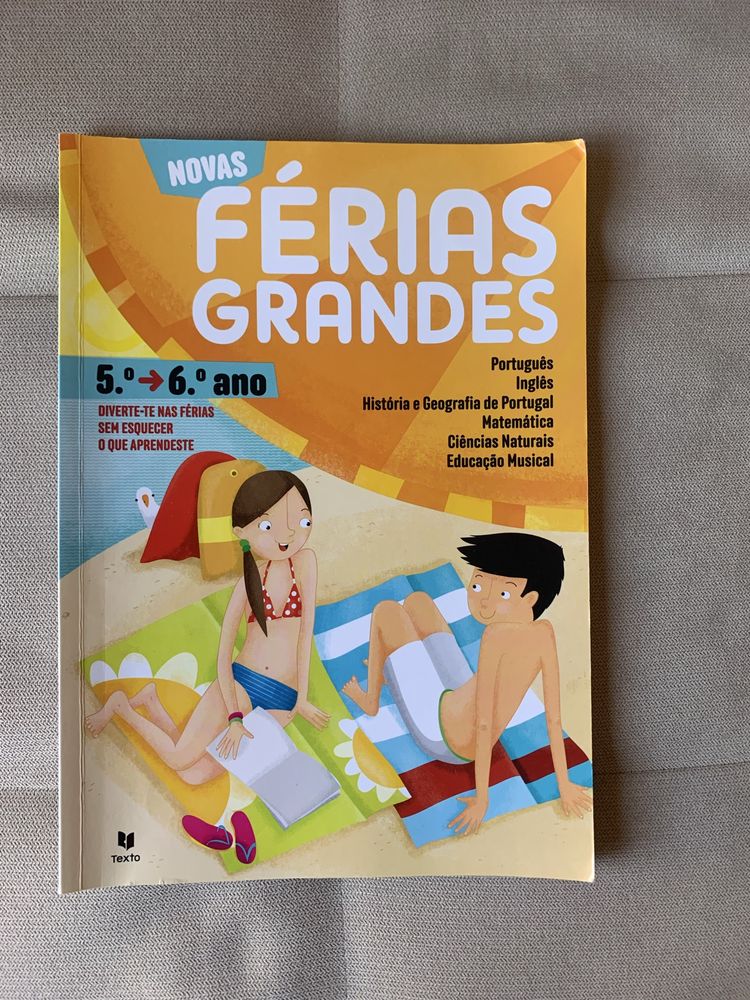 NOVAS
FÉRIAS
GRANDES
5.º → 6.º ano
DIVERTE-TE NAS FÉRIAS
SEM ESQUECER
O QUE APRENDESTE
Português
Inglês
História e Geografia de Portugal
Matemática
Ciências Naturais
Educação Musical
Texto